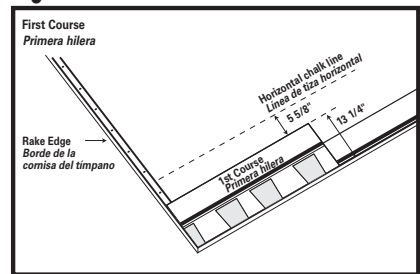 First Course
Primera hilera
Horizontal chalk line
Línea de tiza horizontal
5 5/8"
13 1/4"
Rake Edge
Borde de la
comisa del tímpano
1st Course
Primera hilera